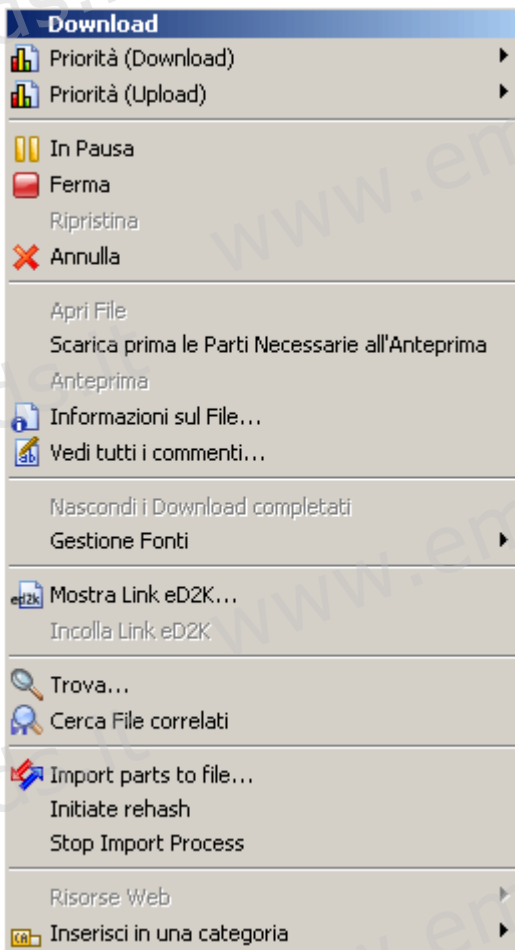 Download
Priorità (Download)
Priorità (Upload)
In Pausa
Ferma
Ripristina
Annulla
Apri File
Scarica prima le Parti Necessarie all'Anteprima
Anteprima
Informazioni sul File...
Vedi tutti i commenti...
Nascondi i Download completati
Gestione Fonti
ed2k Mostra Link eD2K...
Incolla Link eD2K
Trova...
Cerca File correlati
Import parts to file...
Initiate rehash
Stop Import Process
Risorse Web
Inserisci in una categoria